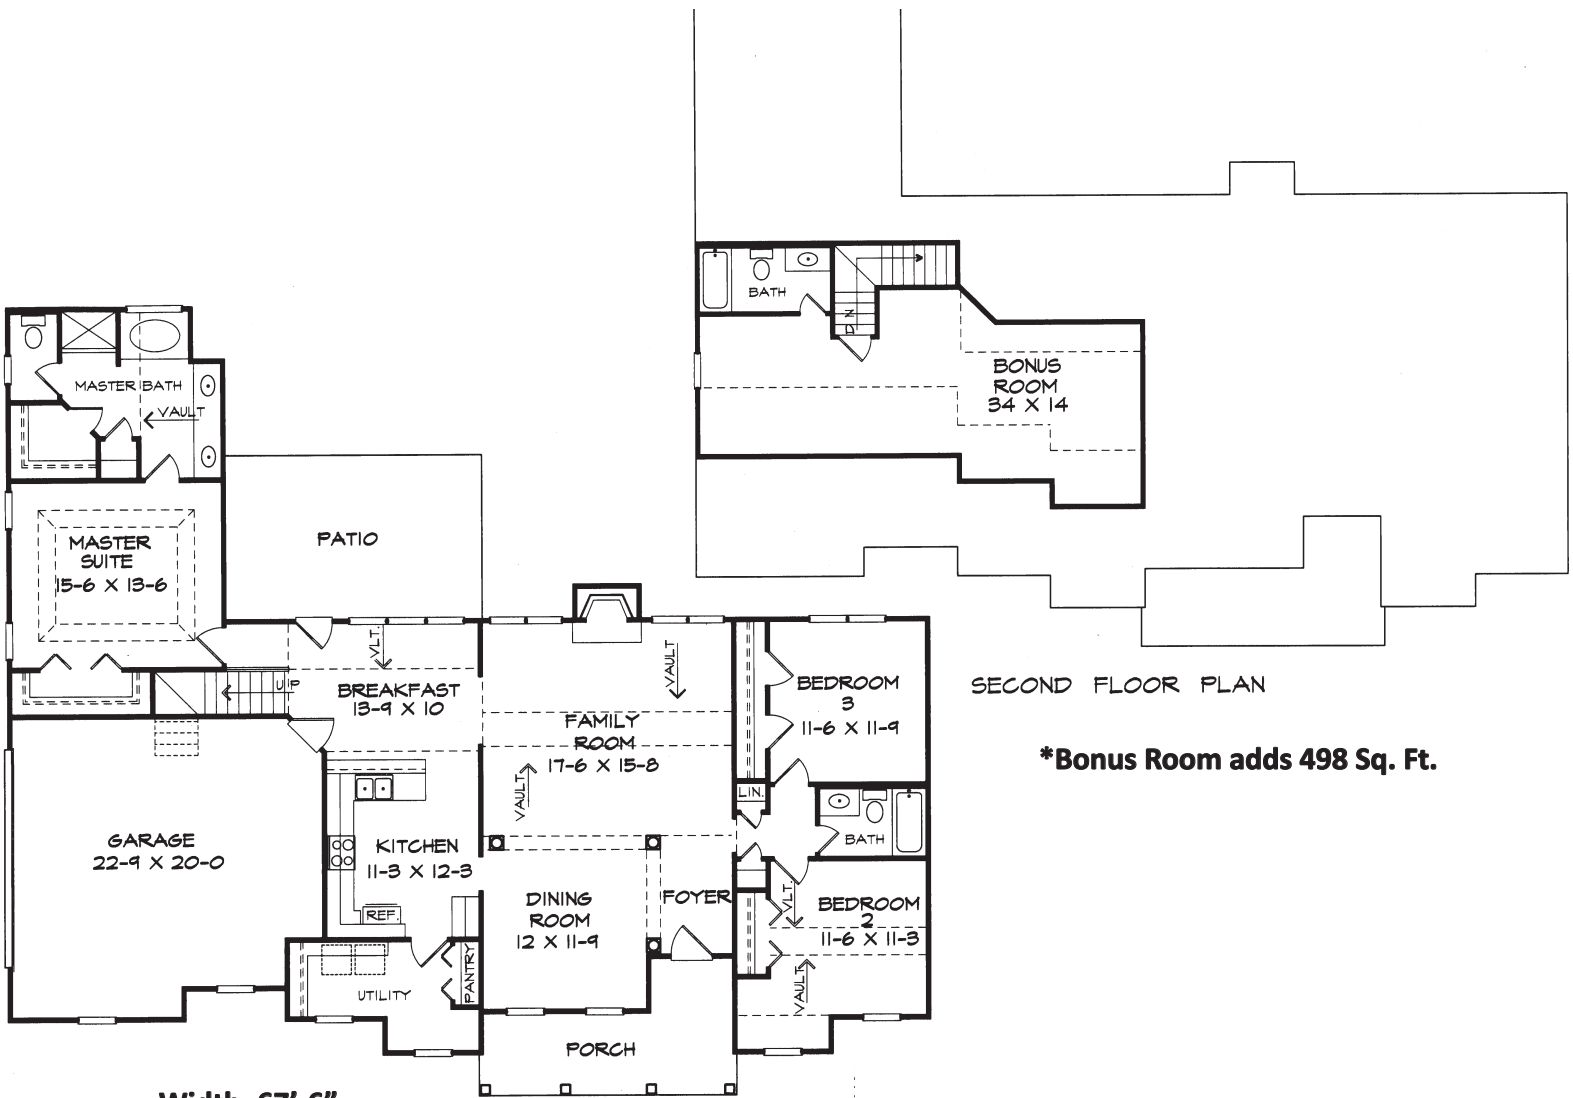 BATH
DN
BONUS
ROOM
34 X 14
MASTER BATH
VAULT
PATIO
MASTER
SUITE
15-6 X 13-6
VLT.
VAULT
UP
BREAKFAST
13-9 X 10
BEDROOM
3
11-6 X 11-9
SECOND FLOOR PLAN
FAMILY
ROOM
17-6 X 15-8
*Bonus Room adds 498 Sq. Ft.
VAULT
LIN.
GARAGE
22-9 X 20-0
KITCHEN
11-3 X 12-3
BATH
REF.
DINING
ROOM
12 X 11-9
FOYER
VLT.
BEDROOM
2
11-6 X 11-3
PANTRY
UTILITY
VAULT
PORCH
Width 67'-6"